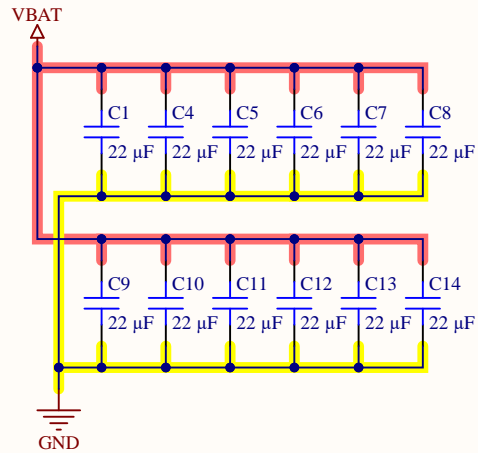 VBAT
C1 C4 C5 C6 C7 C8
22 µF 22 µF 22 µF 22 µF 22 µF 22 µF
C9 C10 C11 C12 C13 C14
22 µF 22 µF 22 µF 22 µF 22 µF 22 µF
GND